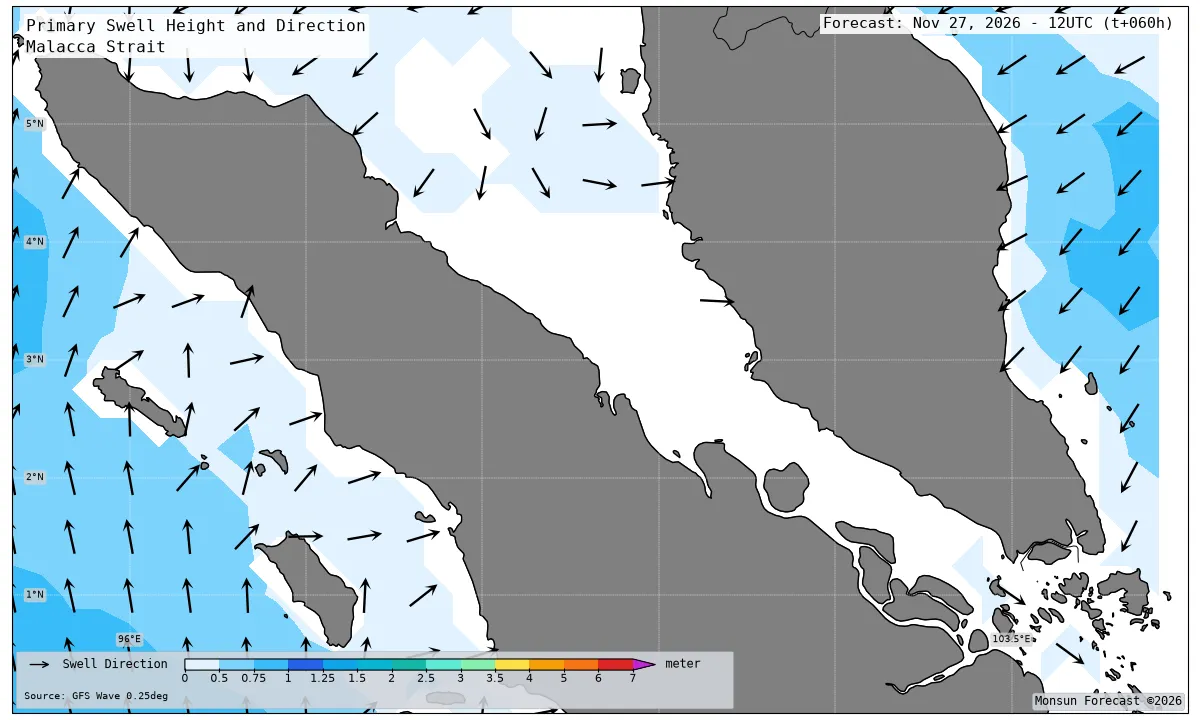 Primary Swell Height and Direction
Malacca Strait
Forecast: Nov 27, 2026 - 12UTC (t+060h)
5°N
4°N
3°N
2°N
1°N
96°E
103.5°E
Swell Direction
meter
0 0.5 0.75 1 1.25 1.5 2 2.5 3 3.5 4 5 6 7
Source: GFS Wave 0.25deg
Monsun Forecast ©2026